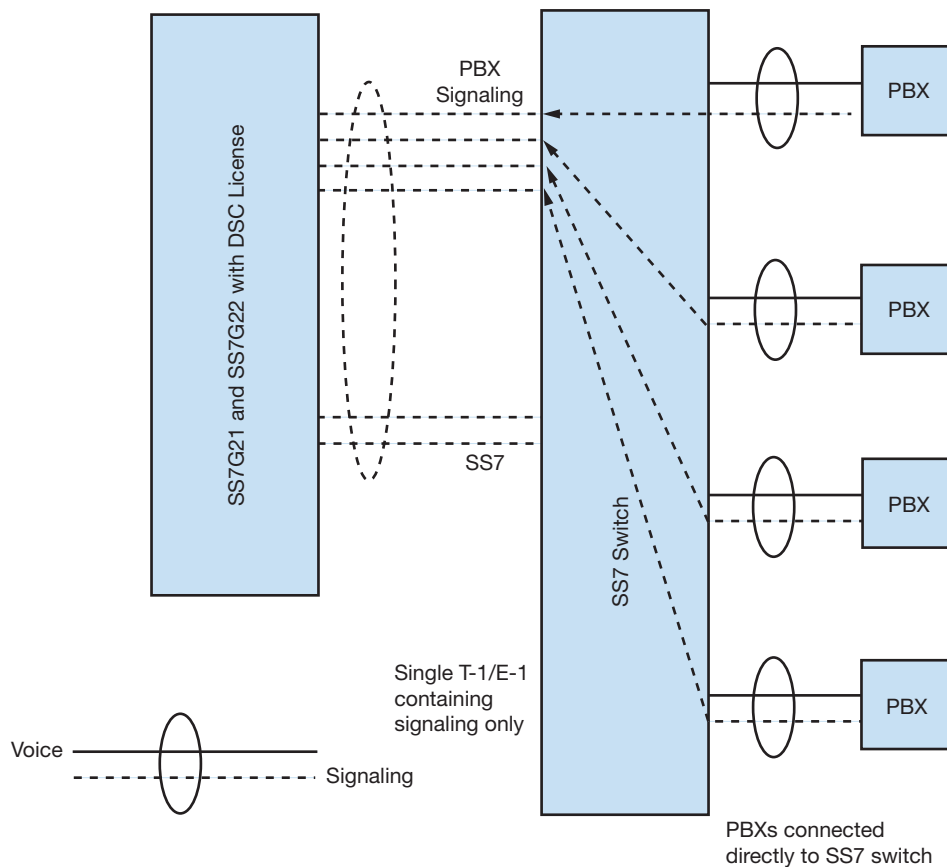 SS7G21 and SS7G22 with DSC License
PBX
Signaling
SS7
SS7 Switch
PBX
PBX
PBX
PBX
Single T-1/E-1
containing
signaling only
Voice
Signaling
PBXs connected
directly to SS7 switch